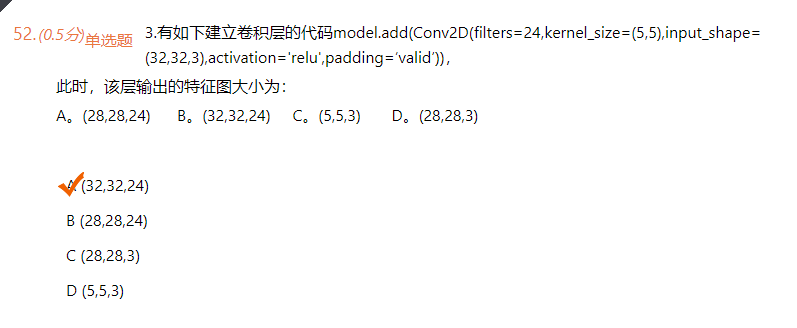 52.(0.5分)单选题 3.有如下建立卷积层的代码model.add(Conv2D(filters=24,kernel_size=(5,5),input_shape=
(32,32,3),activation='relu',padding='valid')),
此时，该层输出的特征图大小为：
A。(28,28,24) B。(32,32,24) C。(5,5,3) D。(28,28,3)
A (32,32,24)
B (28,28,24)
C (28,28,3)
D (5,5,3)